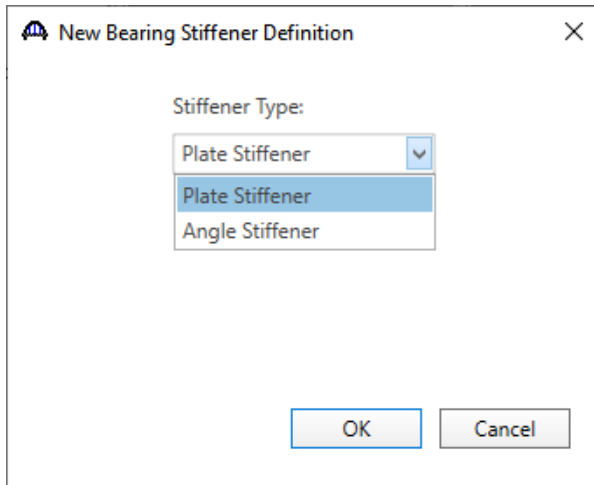 New Bearing Stiffener Definition
Stiffener Type:
Plate Stiffener
Plate Stiffener
Angle Stiffener
OK Cancel